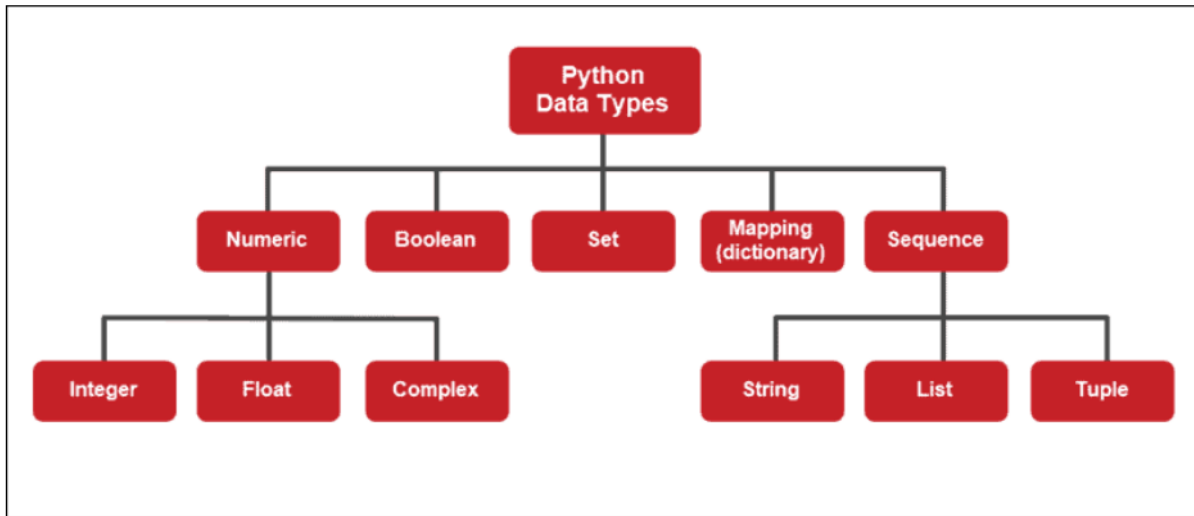 Python
Data Types
Numeric
Boolean
Set
Mapping
(dictionary)
Sequence
Integer
Float
Complex
String
List
Tuple